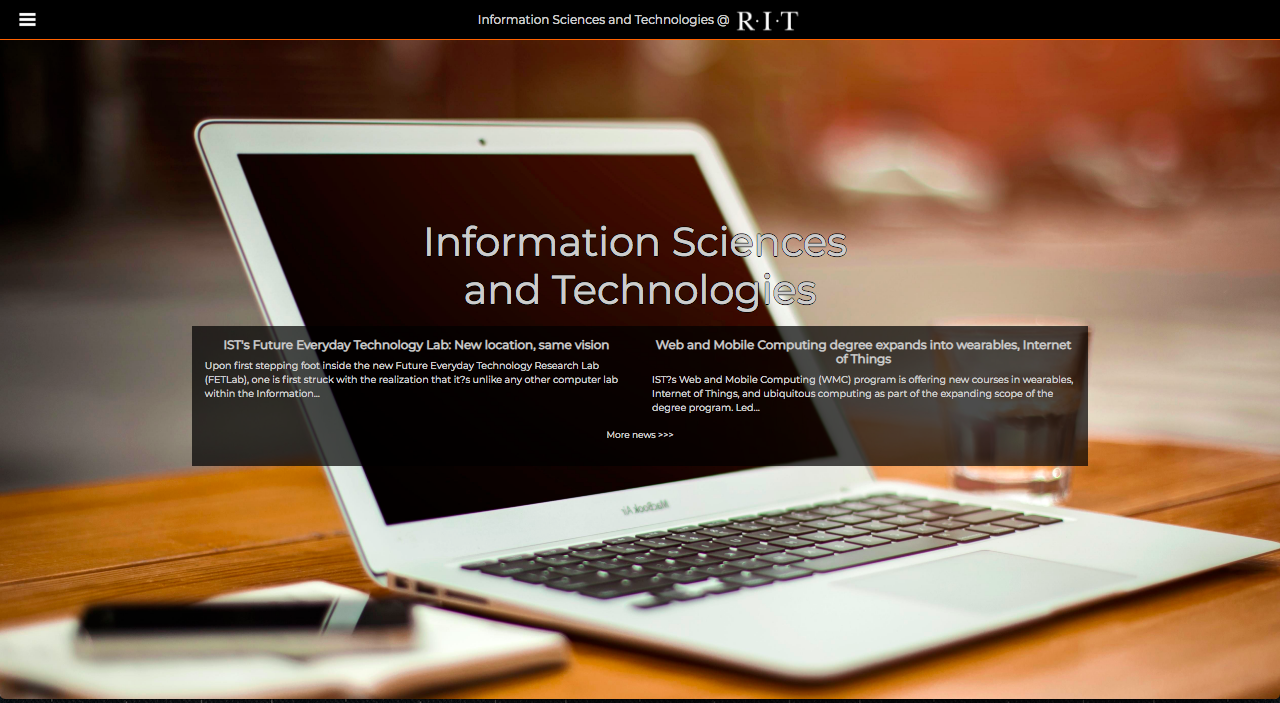 Information Sciences and Technologies @ R·I·T
Information Sciences
and Technologies
IST's Future Everyday Technology Lab: New location, same vision
Upon first stepping foot inside the new Future Everyday Technology Research Lab
(FETLab), one is first struck with the realization that it?s unlike any other computer lab
within the Information...
Web and Mobile Computing degree expands into wearables, Internet
of Things
IST?s Web and Mobile Computing (WMC) program is offering new courses in wearables,
Internet of Things, and ubiquitous computing as part of the expanding scope of the
degree program. Led...
More news >>>